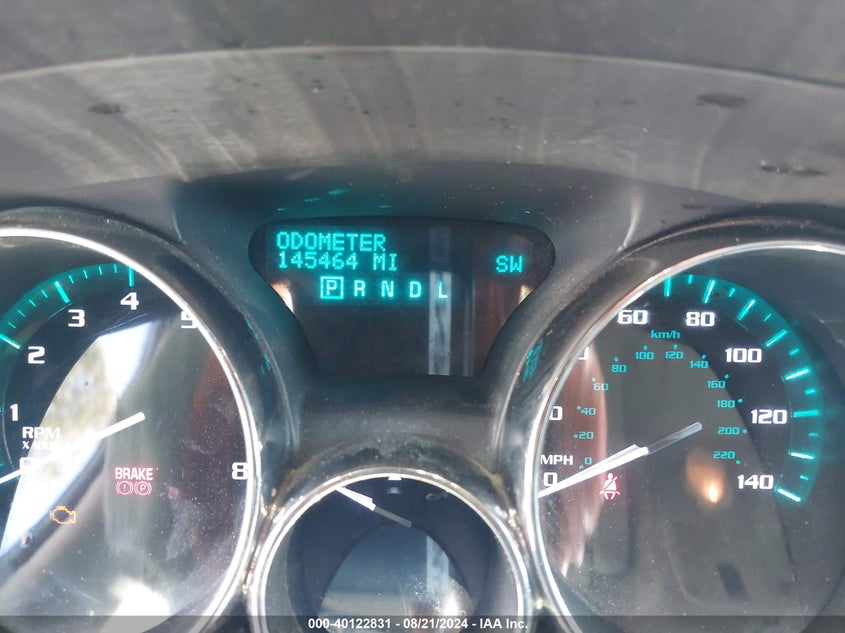 ODOMETER
145464 MI SW
P R N D L
1 2 3 4 5 8
RPM
BRAKE
60 80 100 120 140
km/h
0 20 40 60 80 100 120 140 160 180 200 220
MPH
0
000-40122831 - 08/21/2024 - IAA Inc.